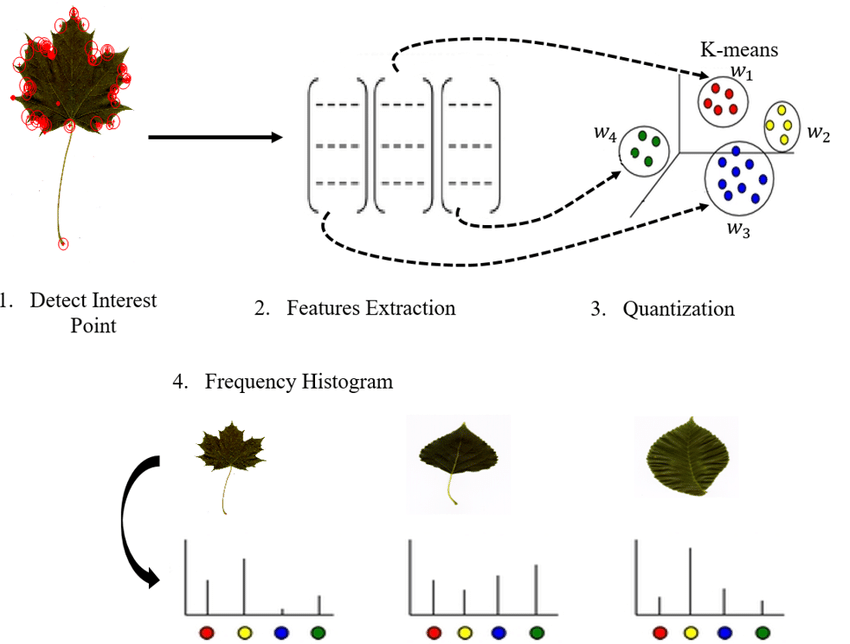 K-means
w₁
w₄
w₂
w₃
1. Detect Interest
Point
2. Features Extraction
3. Quantization
4. Frequency Histogram